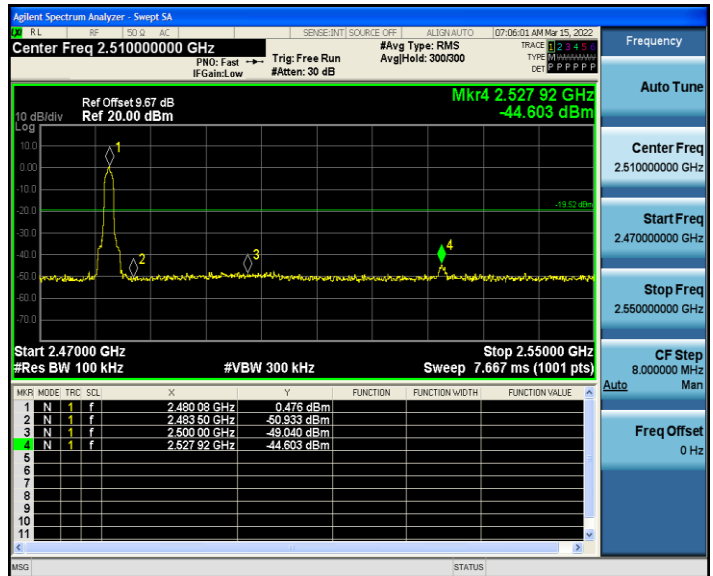 Agilent Spectrum Analyzer - Swept SA
RL RF 50 Ω AC SENSE:INT SOURCE OFF ALIGN AUTO 07:06:01 AM Mar 15, 2022
Center Freq 2.510000000 GHz
PNO: Fast
IFGain:Low
Trig: Free Run
#Atten: 30 dB
#Avg Type: RMS
Avg|Hold: 300/300
TRACE 1 2 3 4 5 6
TYPE M
DET P P P P P P
Mkr4 2.527 92 GHz
-44.603 dBm
Ref Offset 9.67 dB
10 dB/div Ref 20.00 dBm
Log
10.0
0.00
-10.0
-20.0
-30.0
-40.0
-50.0
-60.0
-70.0
1
2
3
4
-19.52 dBm
Start 2.47000 GHz Stop 2.55000 GHz
#Res BW 100 kHz #VBW 300 kHz Sweep 7.667 ms (1001 pts)
MKR MODE TRC SCL X Y FUNCTION FUNCTION WIDTH FUNCTION VALUE
1 N 1 f 2.480 08 GHz 0.476 dBm
2 N 1 f 2.483 50 GHz -50.933 dBm
3 N 1 f 2.500 00 GHz -49.040 dBm
4 N 1 f 2.527 92 GHz -44.603 dBm
5
6
7
8
9
10
11
MSG STATUS
Frequency
Auto Tune
Center Freq
2.510000000 GHz
Start Freq
2.470000000 GHz
Stop Freq
2.550000000 GHz
CF Step
8.000000 MHz
Auto Man
Freq Offset
0 Hz